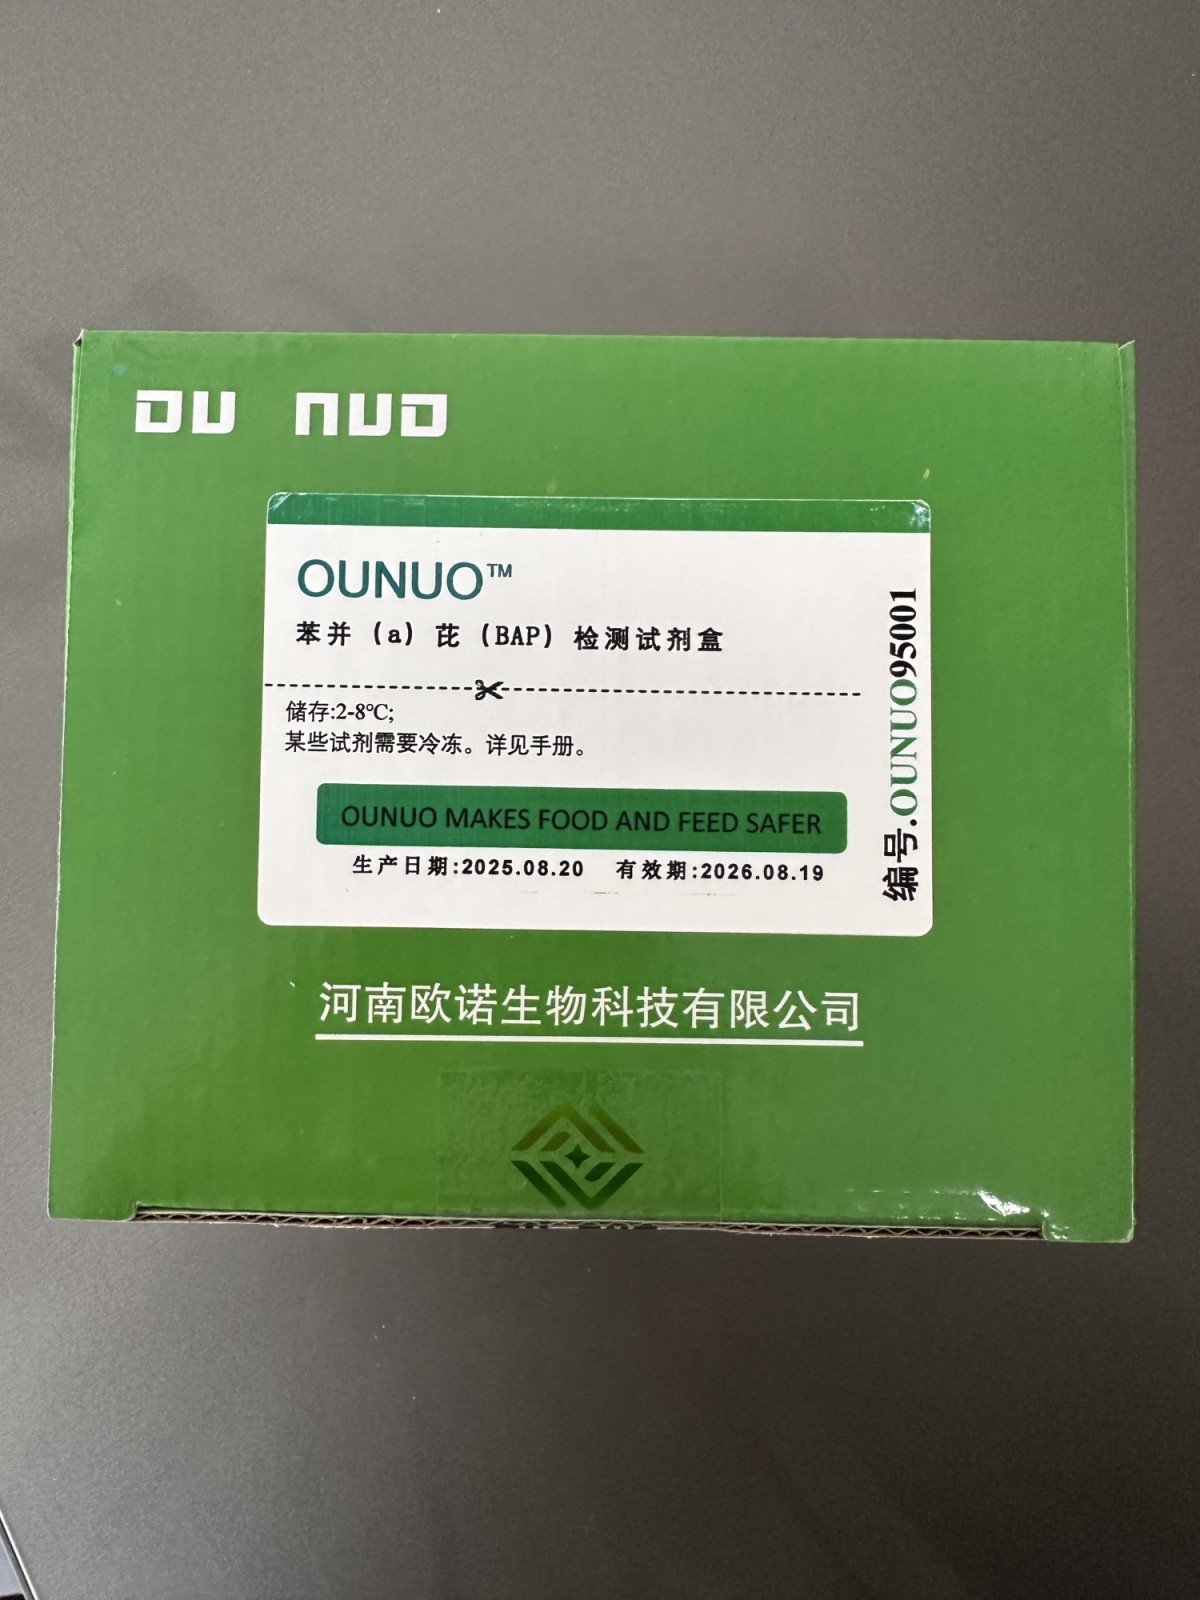 OU NUO
OUNUO™
苯并（a）芘（BAP）检测试剂盒
储存:2-8℃;
某些试剂需要冷冻。详见手册。
OUNUO MAKES FOOD AND FEED SAFER
生产日期:2025.08.20 有效期:2026.08.19
编号.OUNUO95001
河南欧诺生物科技有限公司